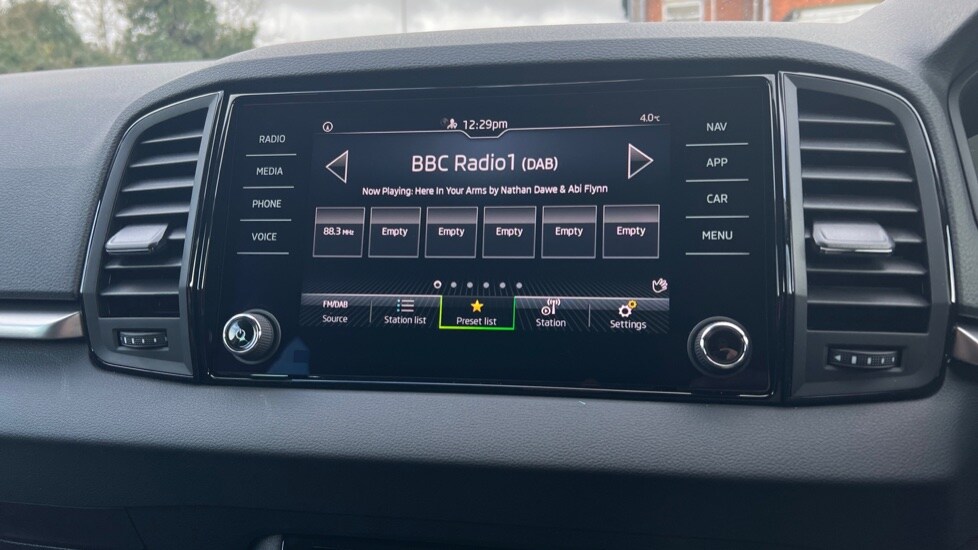 12:29pm
4.0°C
RADIO
MEDIA
PHONE
VOICE
BBC Radio1 (DAB)
Now Playing: Here In Your Arms by Nathan Dawe & Abi Flynn
88.3 MHz
Empty
Empty
Empty
Empty
Empty
FM/DAB
Source
Station list
Preset list
Station
Settings
NAV
APP
CAR
MENU